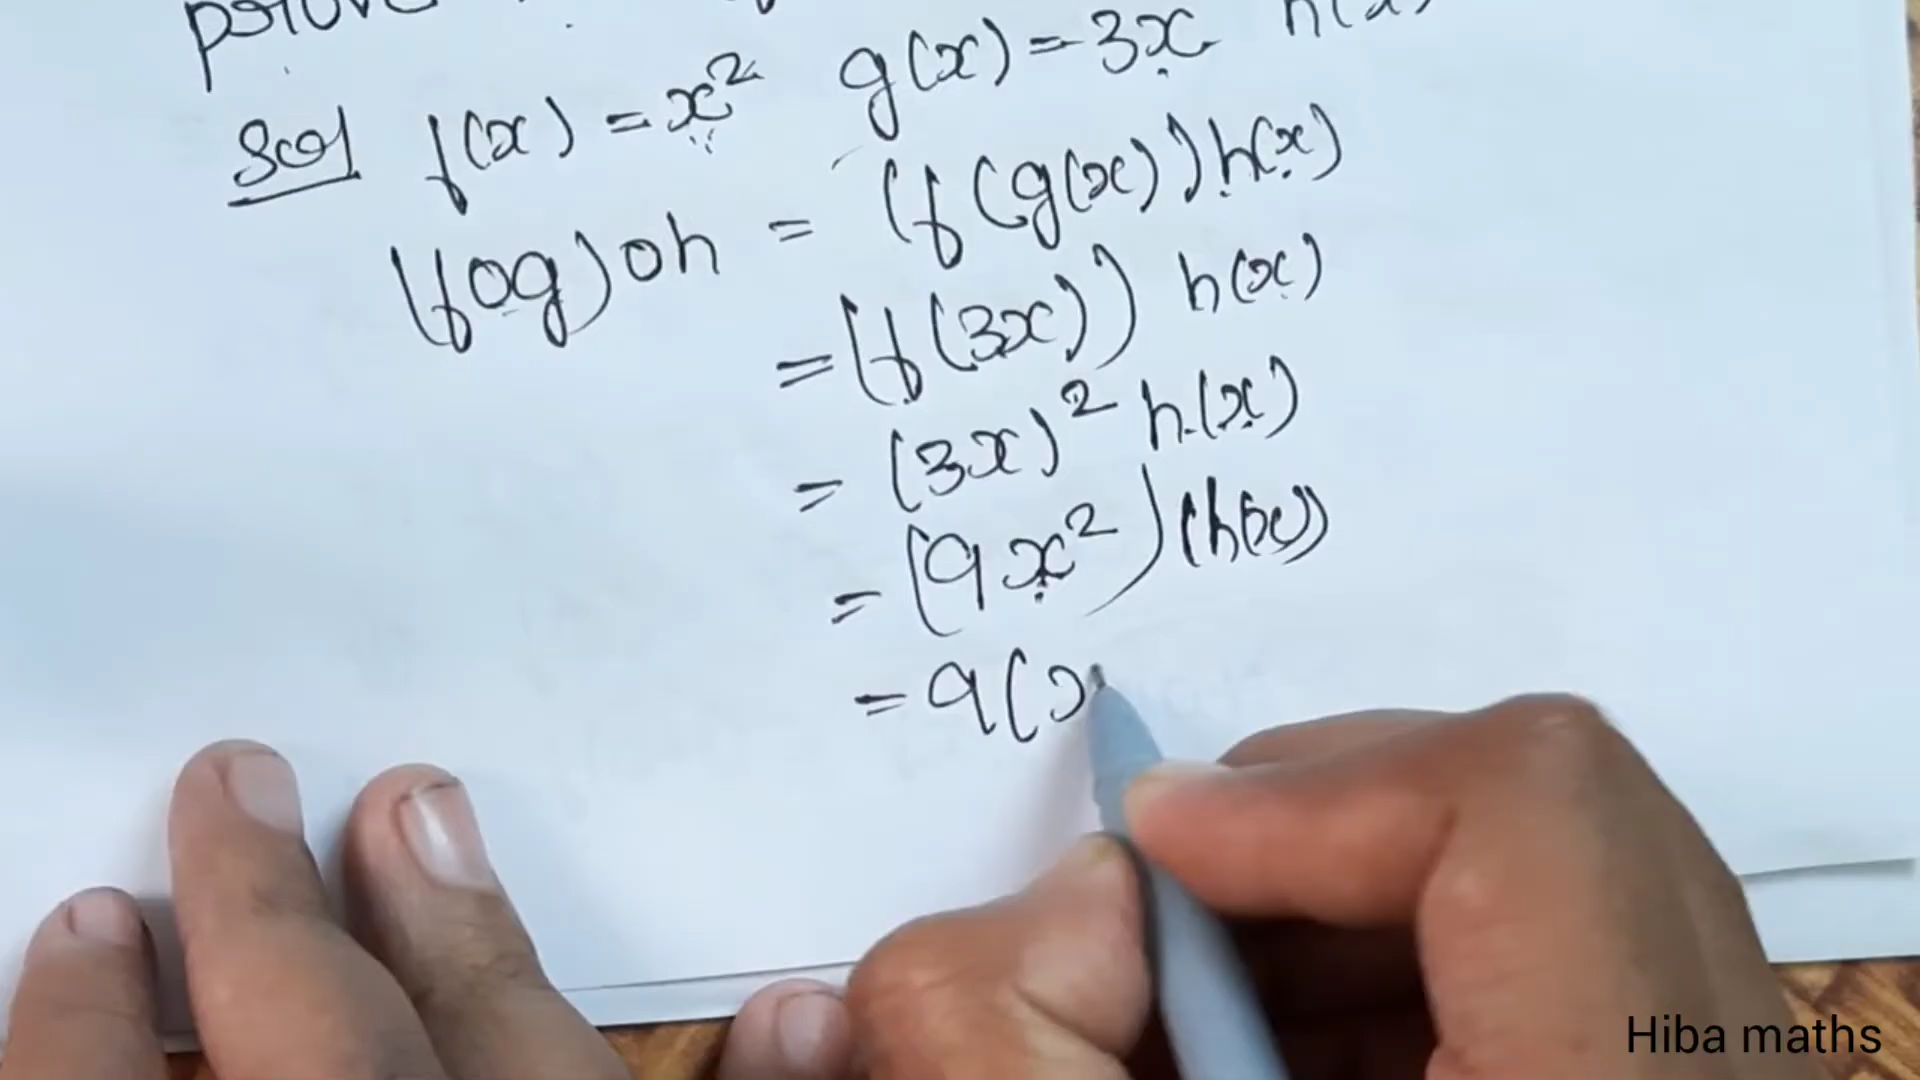 prove
Sol f(x) = x² g(x) = 3x h(x)
(fog)oh = (f(g(x))h(x)
= (f(3x)) h(x)
= (3x)² h(x)
= (9x²)(h(x))
= 9(x
Hiba maths